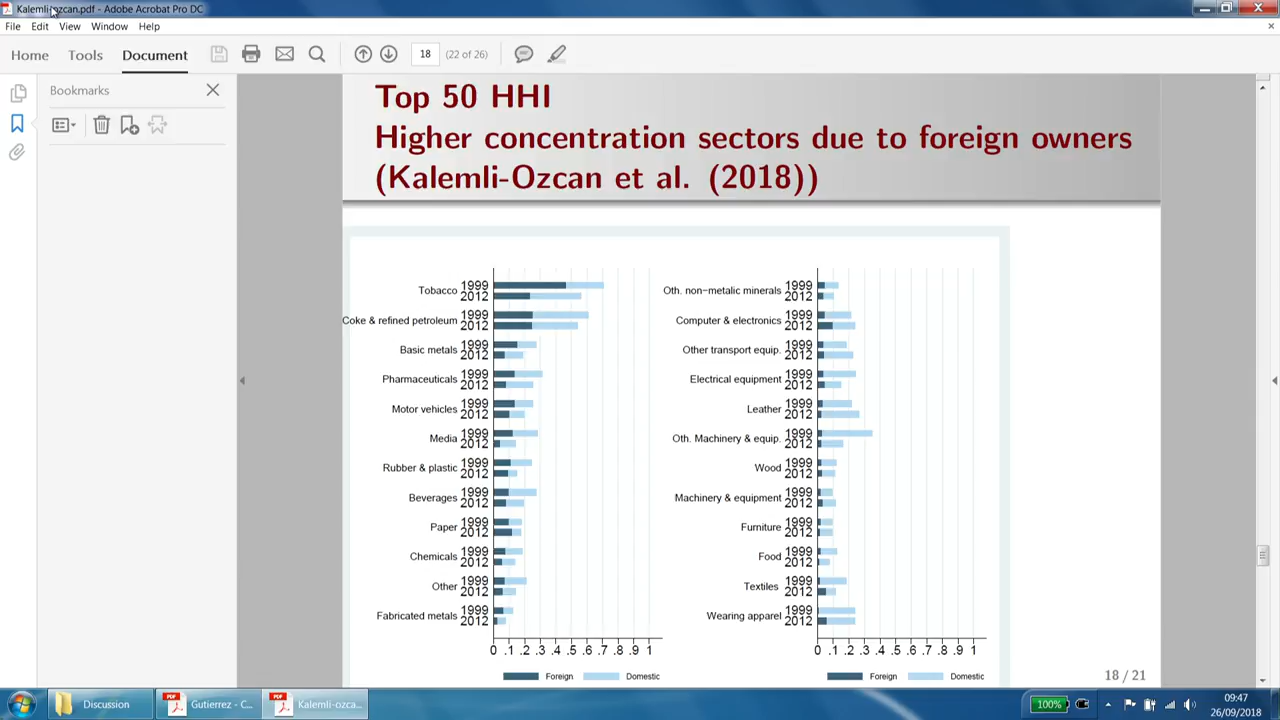 Kalemli-ozcan.pdf - Adobe Acrobat Pro DC
File Edit View Window Help
Home Tools Document 18 (22 of 26)
Bookmarks
Top 50 HHI
Higher concentration sectors due to foreign owners
(Kalemli-Ozcan et al. (2018))
Tobacco 1999
2012
Coke & refined petroleum 1999
2012
Basic metals 1999
2012
Pharmaceuticals 1999
2012
Motor vehicles 1999
2012
Media 1999
2012
Rubber & plastic 1999
2012
Beverages 1999
2012
Paper 1999
2012
Chemicals 1999
2012
Other 1999
2012
Fabricated metals 1999
2012
0 .1 .2 .3 .4 .5 .6 .7 .8 .9 1
Foreign Domestic
Oth. non-metalic minerals 1999
2012
Computer & electronics 1999
2012
Other transport equip. 1999
2012
Electrical equipment 1999
2012
Leather 1999
2012
Oth. Machinery & equip. 1999
2012
Wood 1999
2012
Machinery & equipment 1999
2012
Furniture 1999
2012
Food 1999
2012
Textiles 1999
2012
Wearing apparel 1999
2012
0 .1 .2 .3 .4 .5 .6 .7 .8 .9 1
Foreign Domestic
18 / 21
Discussion
PDF Gutierrez - C...
PDF Kalemli-ozca...
100%
09:47
26/09/2018